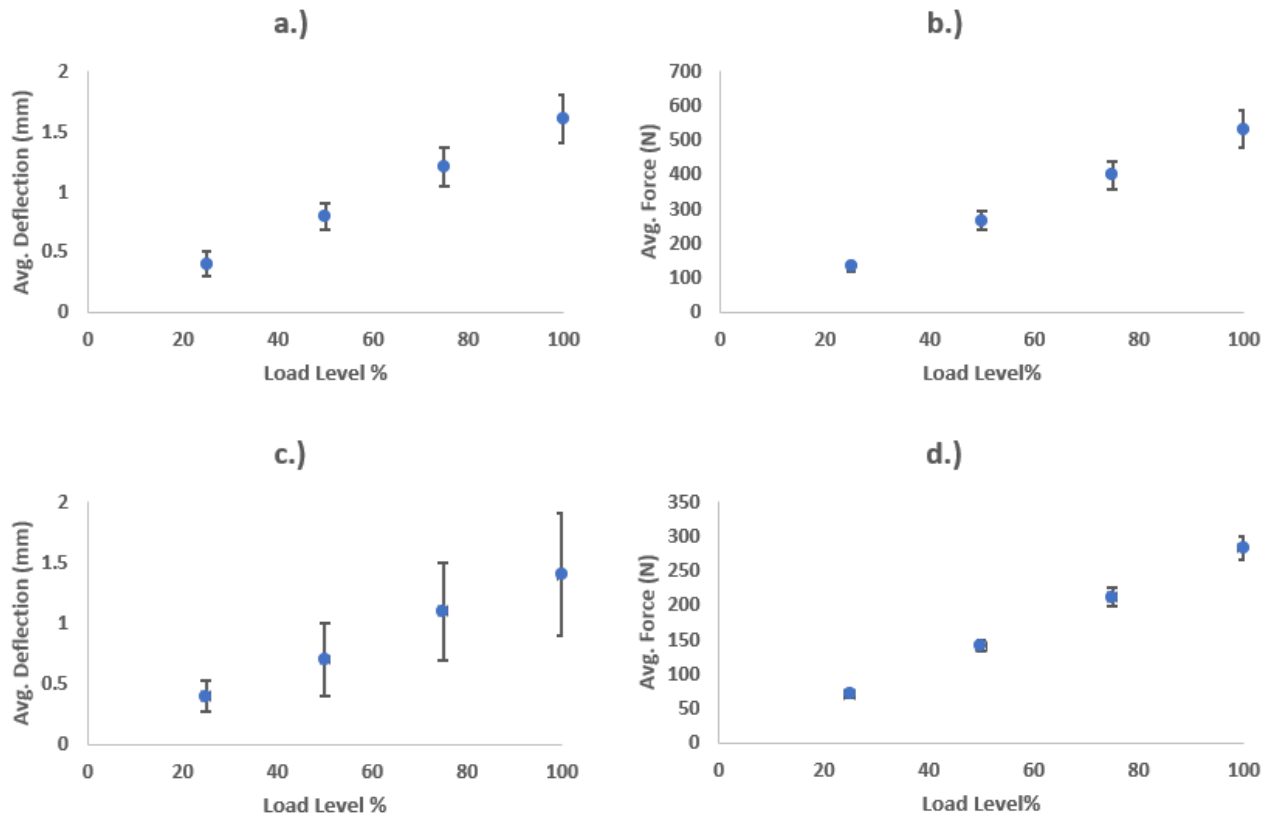 a.)
Avg. Deflection (mm)
2
1.5
1
0.5
0
0 20 40 60 80 100
Load Level %
b.)
Avg. Force (N)
700
600
500
400
300
200
100
0
0 20 40 60 80 100
Load Level%
c.)
Avg. Deflection (mm)
2
1.5
1
0.5
0
0 20 40 60 80 100
Load Level %
d.)
Avg. Force (N)
350
300
250
200
150
100
50
0
0 20 40 60 80 100
Load Level%